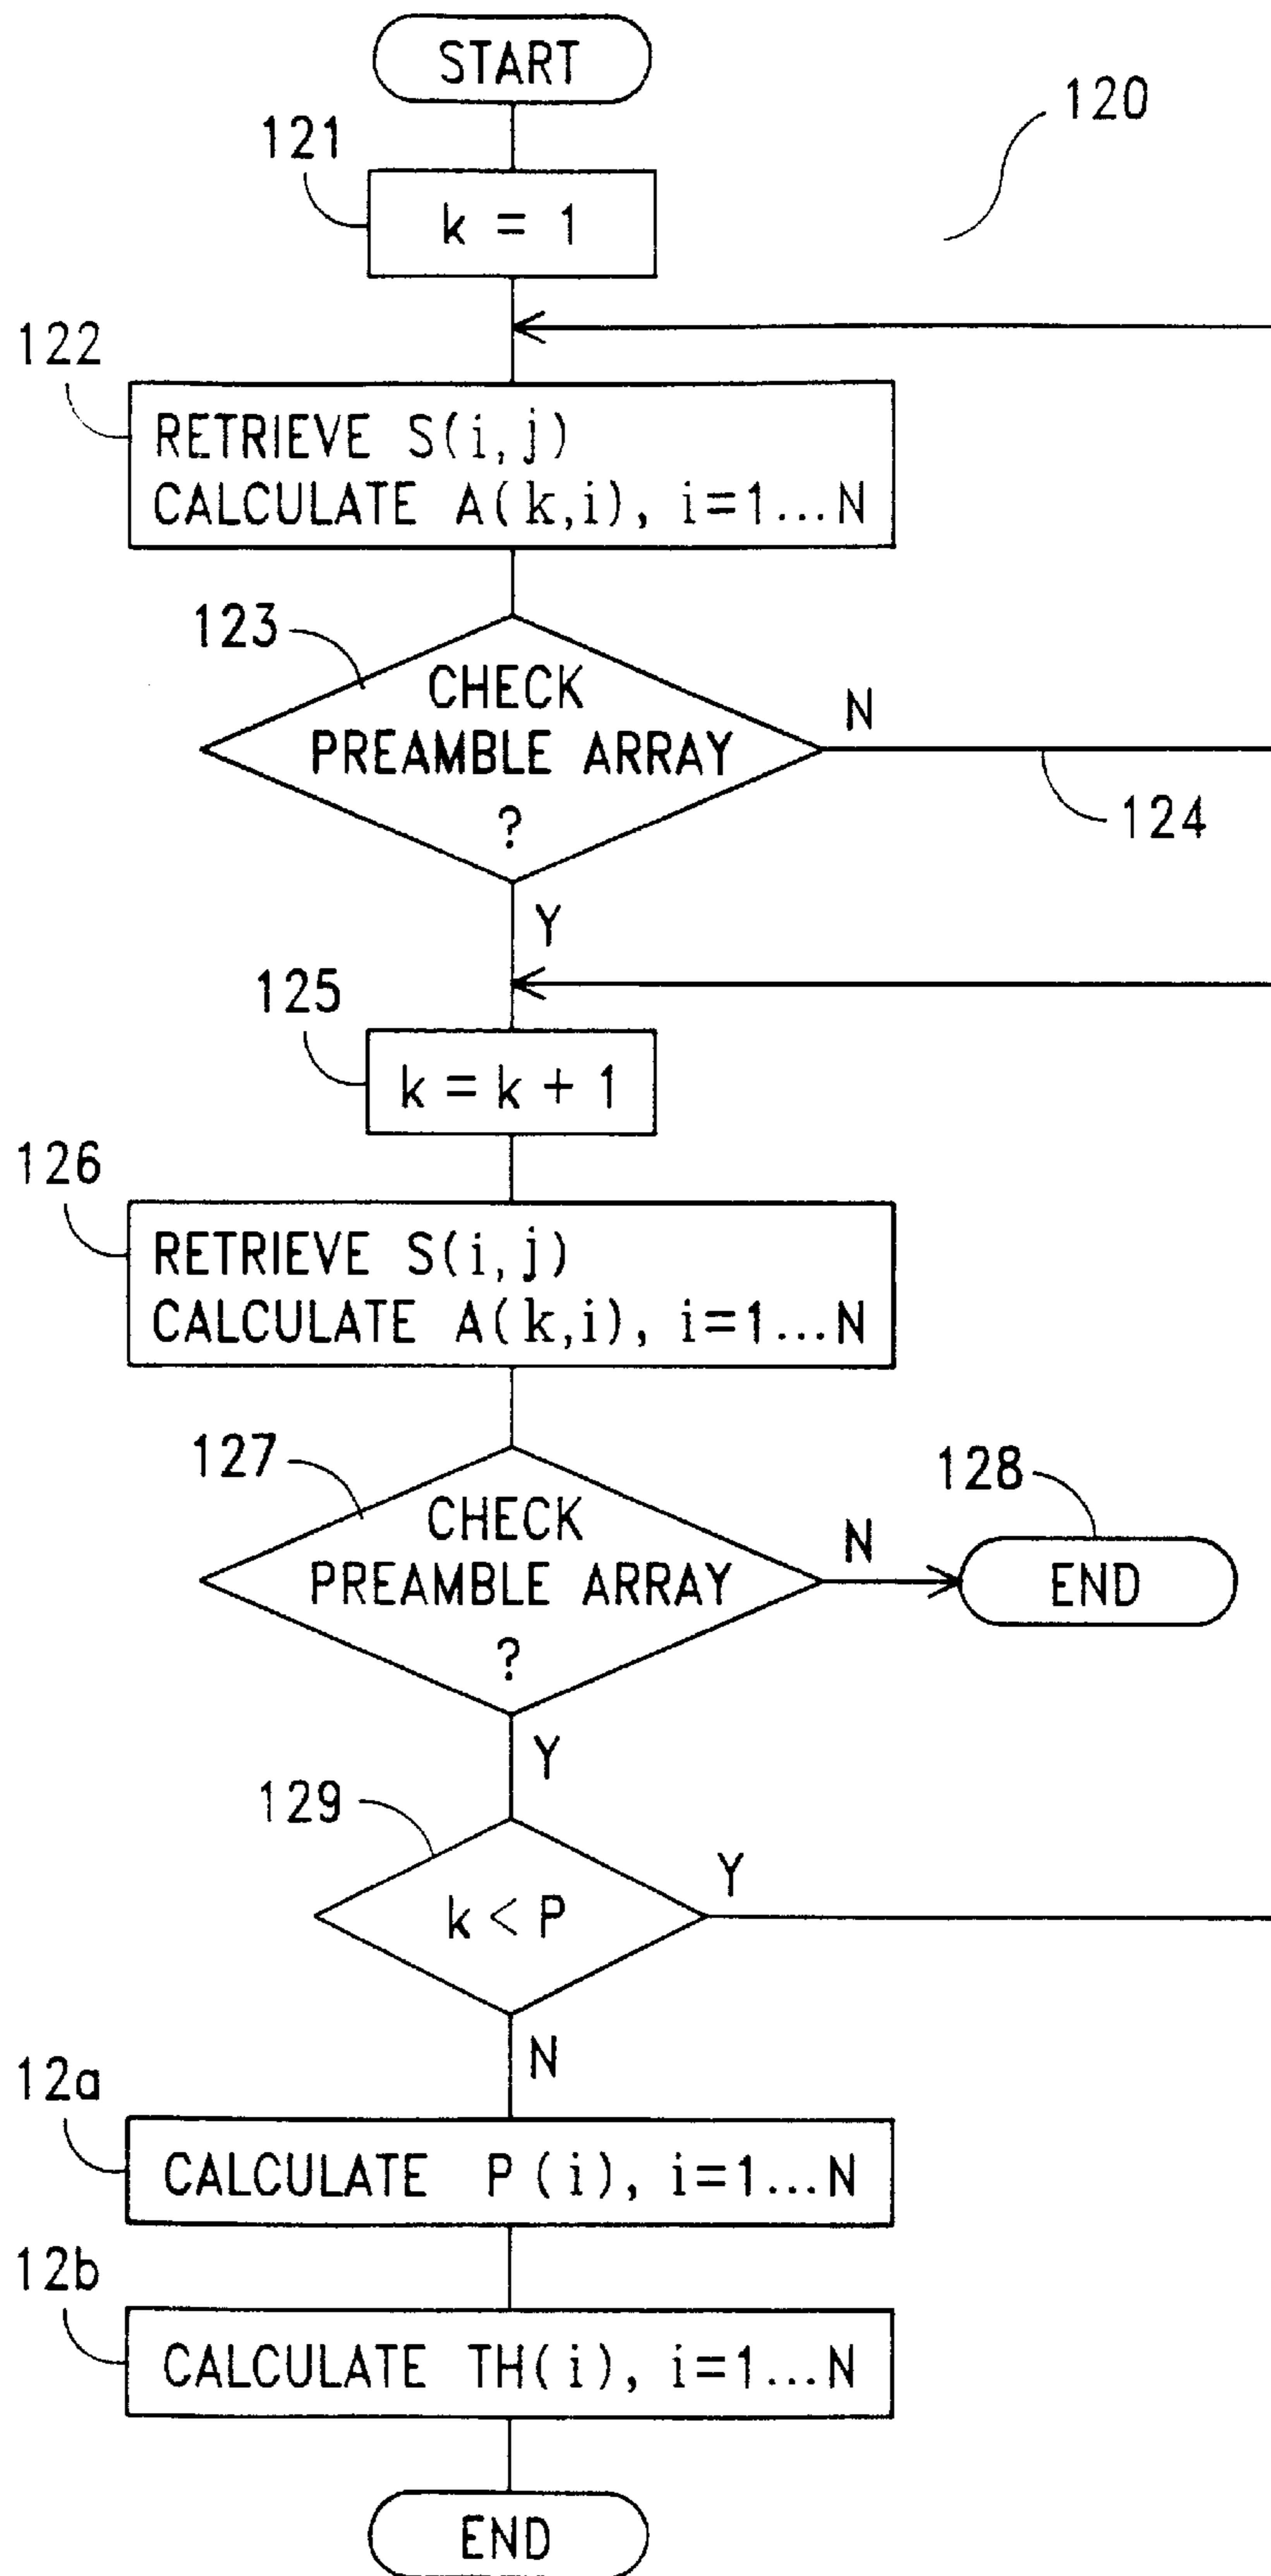 START
120
121
k = 1
122
RETRIEVE S(i,j)
CALCULATE A(k,i), i=1...N
123
CHECK
PREAMBLE ARRAY
?
N
124
Y
125
k = k + 1
126
RETRIEVE S(i,j)
CALCULATE A(k,i), i=1...N
127
CHECK
PREAMBLE ARRAY
?
N
128
END
Y
129
k < P
Y
N
12a
CALCULATE P(i), i=1...N
12b
CALCULATE TH(i), i=1...N
END